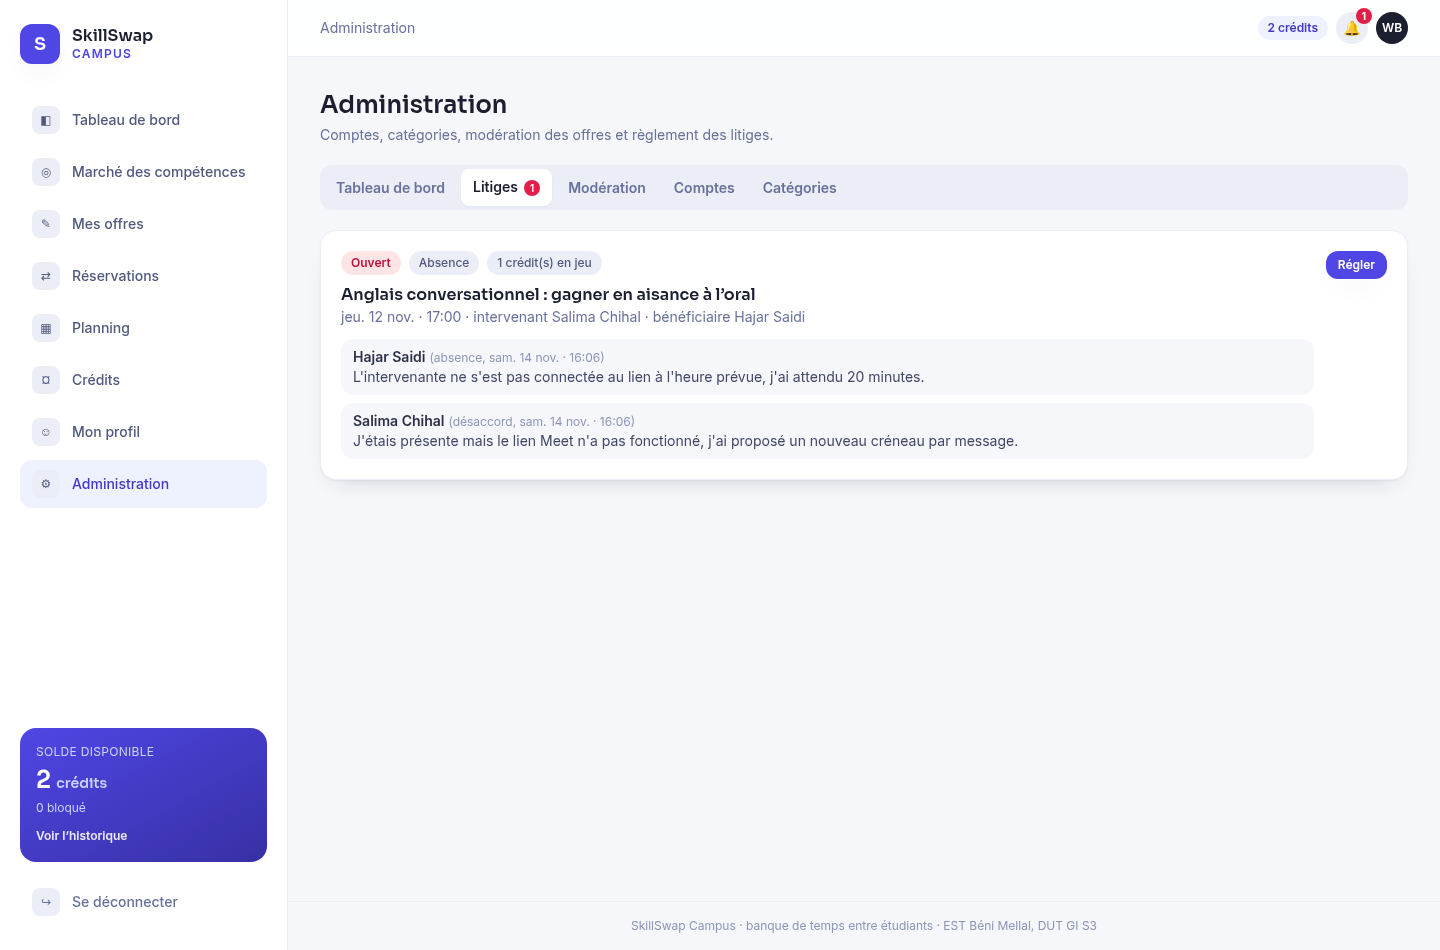 S
SkillSwap
CAMPUS
Tableau de bord
Marché des compétences
Mes offres
Réservations
Planning
Crédits
Mon profil
Administration
SOLDE DISPONIBLE
2 crédits
0 bloqué
Voir l’historique
Se déconnecter
Administration
2 crédits
1
WB
Administration
Comptes, catégories, modération des offres et règlement des litiges.
Tableau de bord
Litiges 1
Modération
Comptes
Catégories
Ouvert
Absence
1 crédit(s) en jeu
Régler
Anglais conversationnel : gagner en aisance à l’oral
jeu. 12 nov. · 17:00 · intervenant Salima Chihal · bénéficiaire Hajar Saidi
Hajar Saidi (absence, sam. 14 nov. · 16:06)
L'intervenante ne s'est pas connectée au lien à l'heure prévue, j'ai attendu 20 minutes.
Salima Chihal (désaccord, sam. 14 nov. · 16:06)
J'étais présente mais le lien Meet n'a pas fonctionné, j'ai proposé un nouveau créneau par message.
SkillSwap Campus · banque de temps entre étudiants · EST Béni Mellal, DUT GI S3